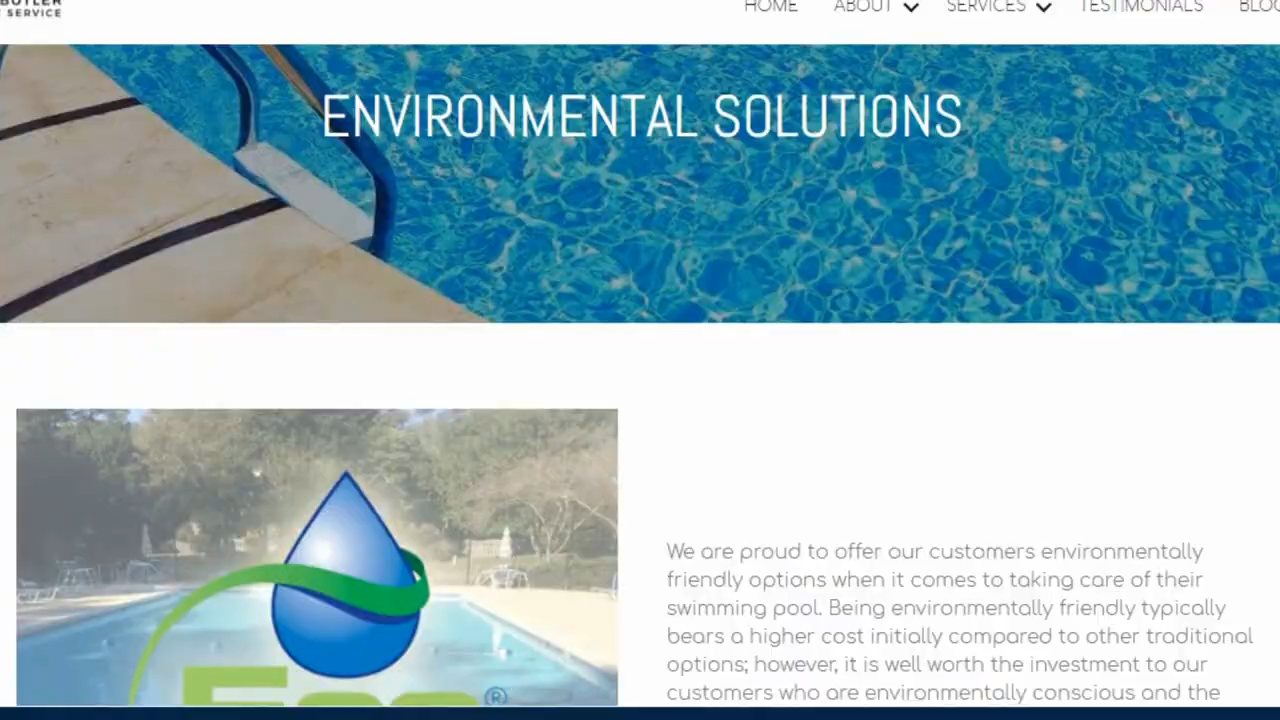 BUTLER
SERVICE
HOME ABOUT SERVICES TESTIMONIALS
ENVIRONMENTAL SOLUTIONS
We are proud to offer our customers environmentally
friendly options when it comes to taking care of their
swimming pool. Being environmentally friendly typically
bears a higher cost initially compared to other traditional
options; however, it is well worth the investment to our
customers who are environmentally conscious and the
®